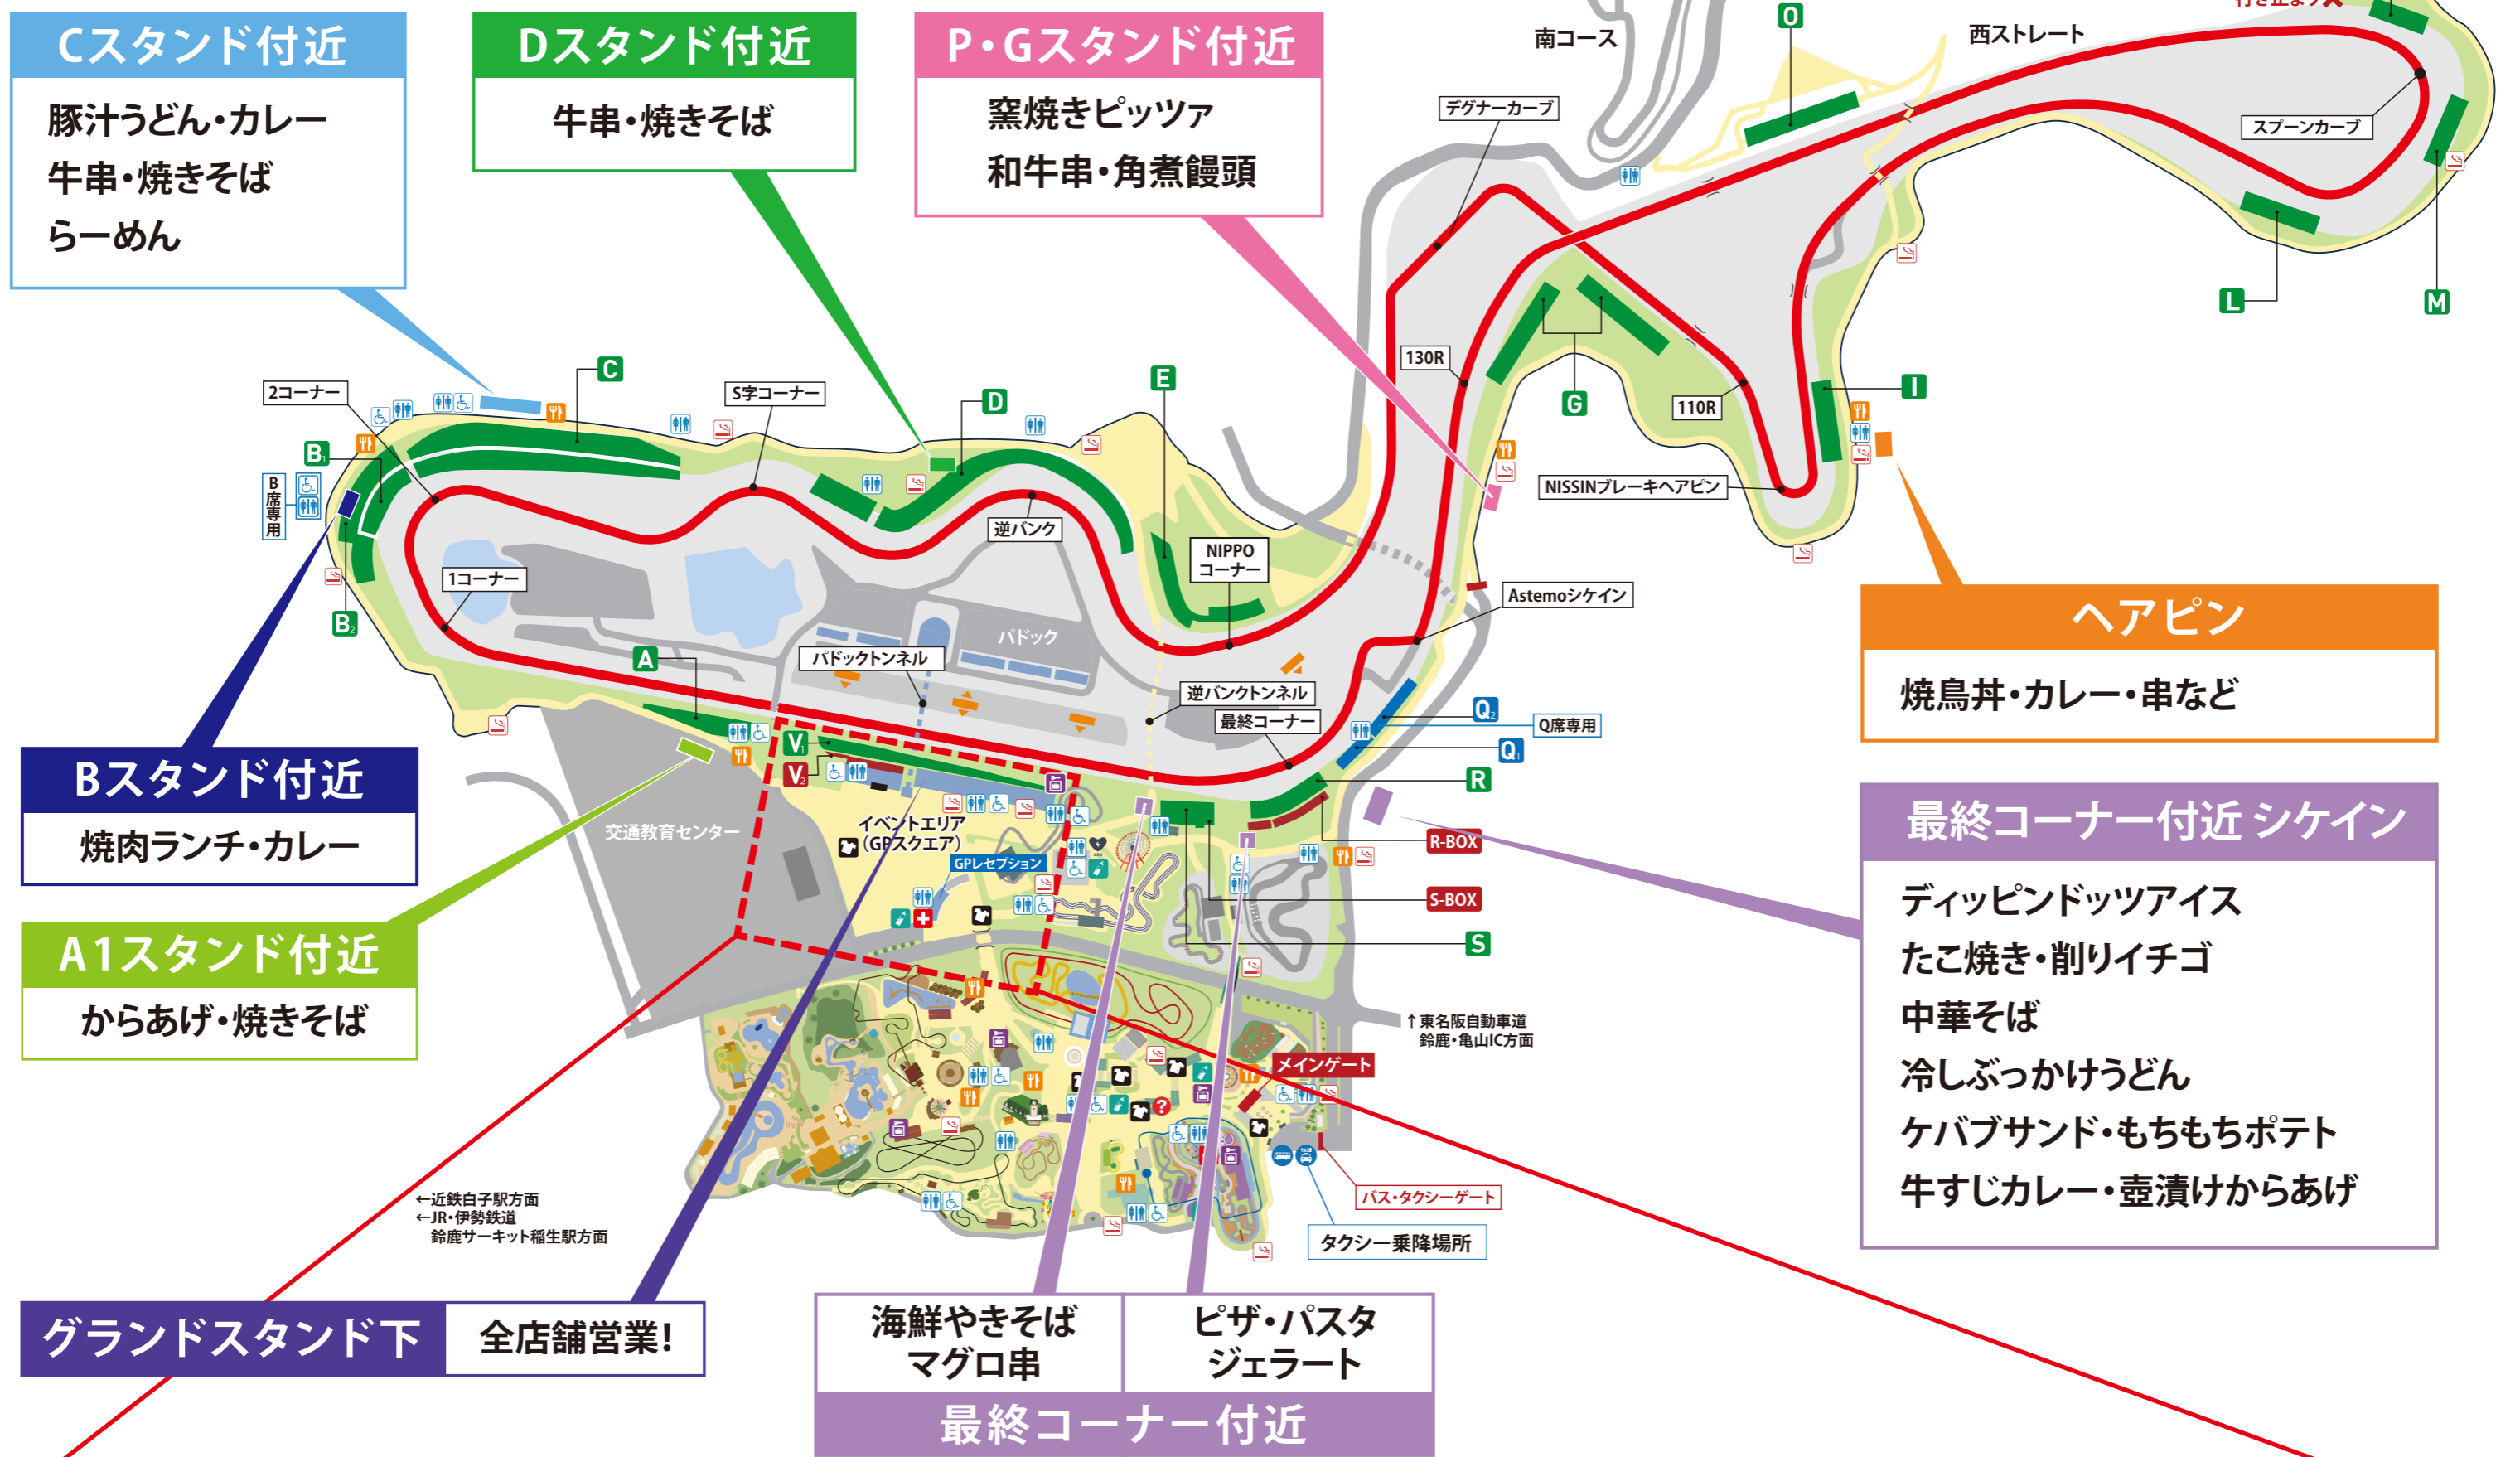 Cスタンド付近
豚汁うどん・カレー
牛串・焼きそば
らーめん
Dスタンド付近
牛串・焼きそば
P・Gスタンド付近
窯焼きピッツァ
和牛串・角煮饅頭
南コース
O
西ストレート
行き止まり
デグナーカーブ
スプーンカーブ
L
M
2コーナー
C
S字コーナー
D
E
130R
G
110R
I
B1
B席専用
逆バンク
NIPPO
コーナー
NISSINブレーキヘアピン
1コーナー
B2
Astemoシケイン
ヘアピン
焼鳥丼・カレー・串など
A
パドック
パドックトンネル
逆バンクトンネル
最終コーナー
Q2
Q席専用
Q1
V1
V2
R
Bスタンド付近
焼肉ランチ・カレー
交通教育センター
イベントエリア
(GPスクエア)
GPレセプション
AED
R-BOX
S-BOX
S
A1スタンド付近
からあげ・焼きそば
最終コーナー付近 シケイン
ディッピンドッツアイス
たこ焼き・削りイチゴ
中華そば
冷しぶっかけうどん
ケバブサンド・もちもちポテト
牛すじカレー・壺漬けからあげ
↑東名阪自動車道
鈴鹿・亀山IC方面
メインゲート
?
TAXI
バス・タクシーゲート
タクシー乗降場所
←近鉄白子駅方面
←JR・伊勢鉄道
鈴鹿サーキット稲生駅方面
グランドスタンド下
全店舗営業!
海鮮やきそば
マグロ串
ピザ・パスタ
ジェラート
最終コーナー付近